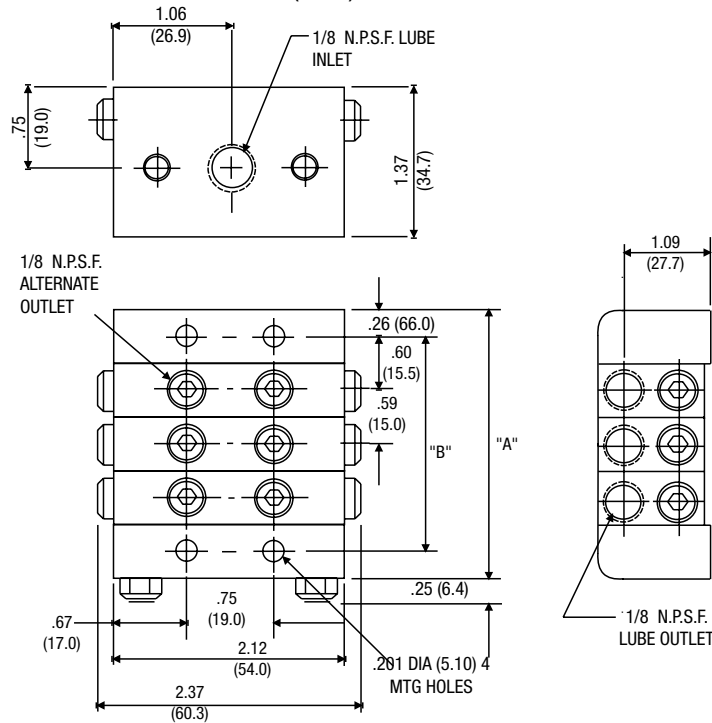 1.06
(26.9)
1/8 N.P.S.F. LUBE
INLET
.75
(19.0)
1.37
(34.7)
1/8 N.P.S.F.
ALTERNATE
OUTLET
1.09
(27.7)
.26 (66.0)
.60
(15.5)
.59
(15.0)
"B"
"A"
.25 (6.4)
.67
(17.0)
.75
(19.0)
2.12
(54.0)
.201 DIA (5.10) 4
MTG HOLES
2.37
(60.3)
1/8 N.P.S.F.
LUBE OUTLET